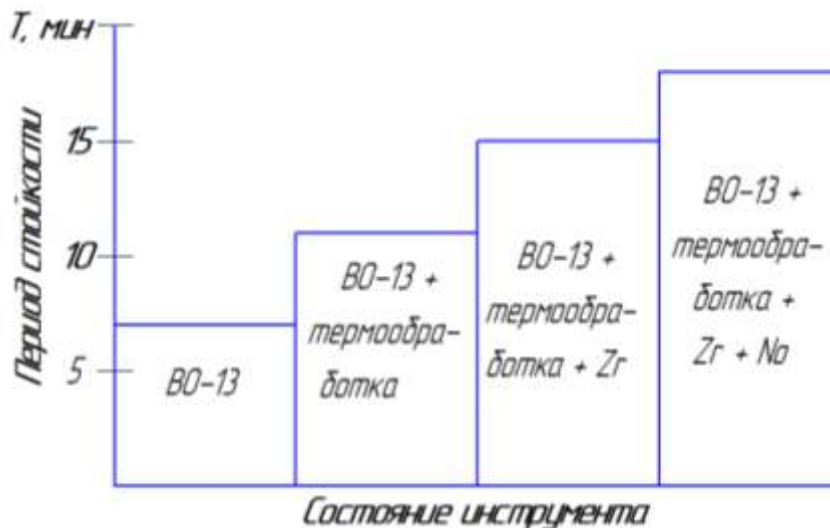 Т, мин
Период стойкости
15
10
5
ВО-13
ВО-13 +
термообра-
ботка
ВО-13 +
термообра-
ботка + Zr
ВО-13 +
термообра-
ботка +
Zr + No
Состояние инструмента